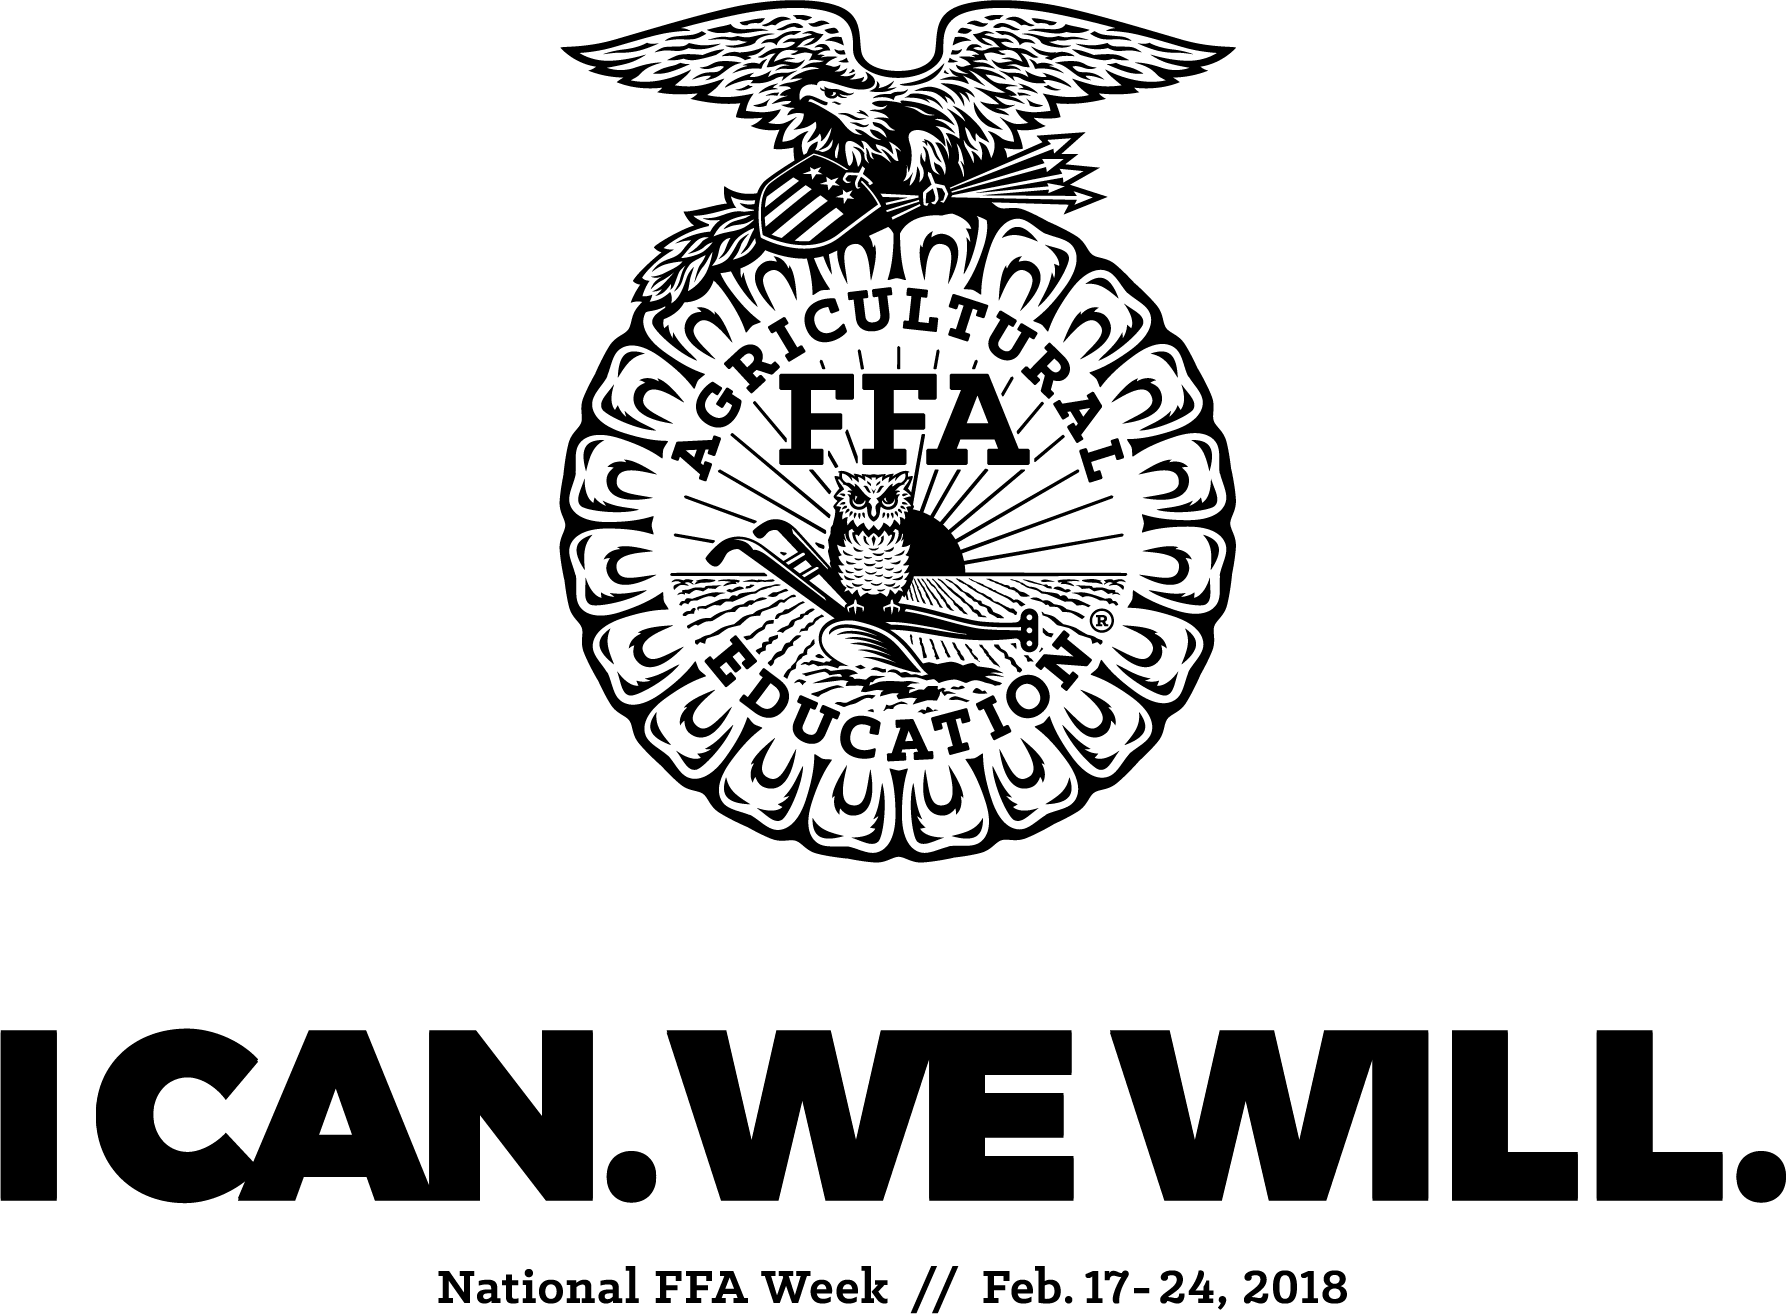 AGRICULTURAL
FFA
EDUCATION®
I CAN. WE WILL.
National FFA Week // Feb. 17-24, 2018